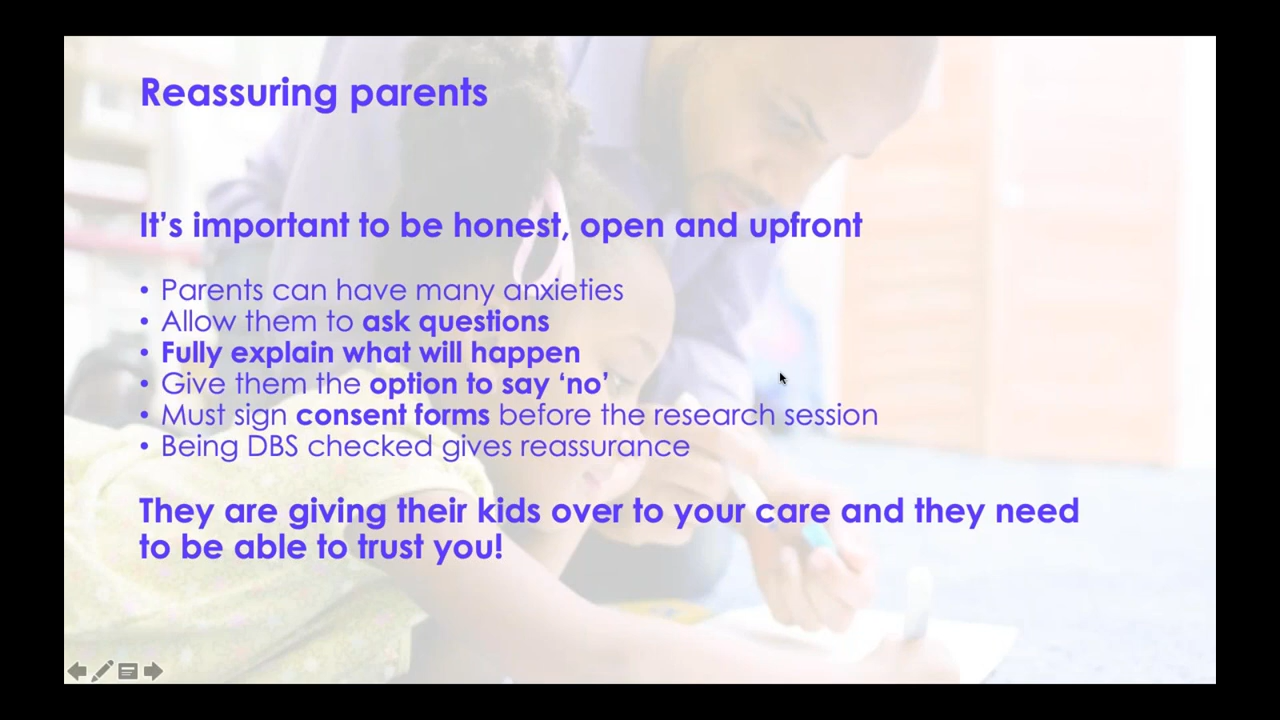 Reassuring parents
It's important to be honest, open and upfront
• Parents can have many anxieties
• Allow them to ask questions
• Fully explain what will happen
• Give them the option to say ‘no’
• Must sign consent forms before the research session
• Being DBS checked gives reassurance
They are giving their kids over to your care and they need
to be able to trust you!